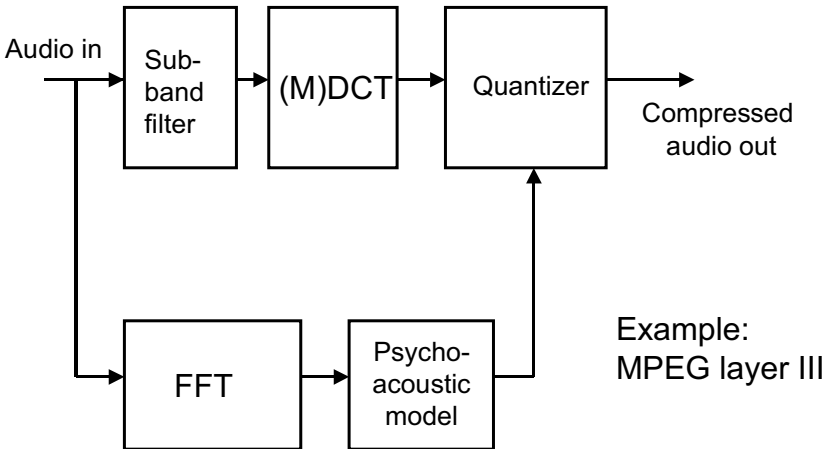 Audio in
Sub-
band
filter
(M)DCT
Quantizer
Compressed
audio out
FFT
Psycho-
acoustic
model
Example:
MPEG layer III